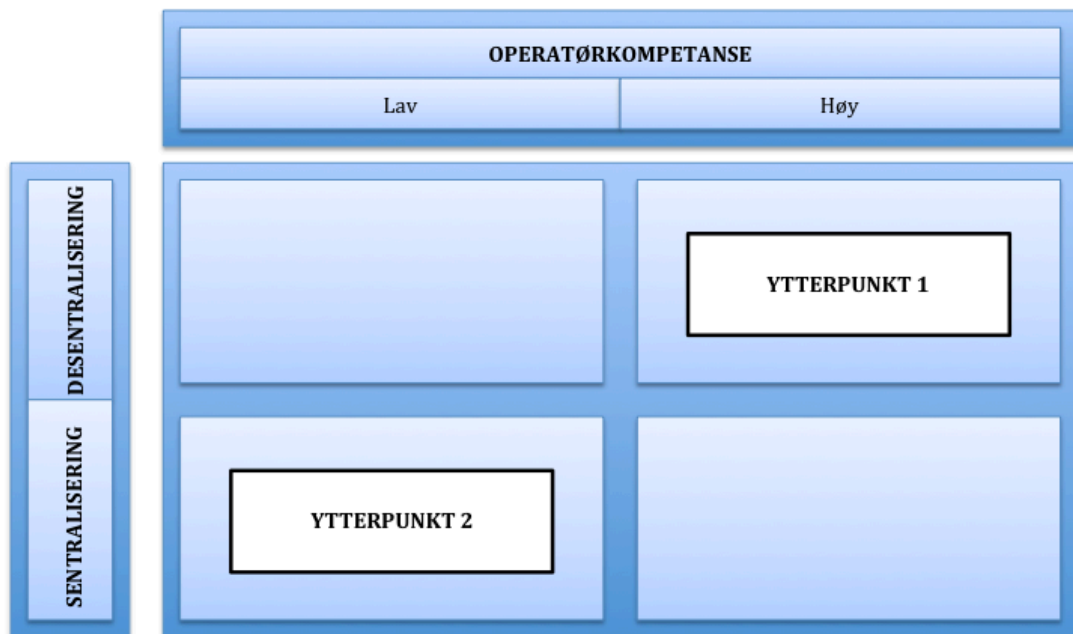 OPERATØRKOMPETANSE
Lav
Høy
DESENTRALISERING
YTTERPUNKT 1
SENTRALISERING
YTTERPUNKT 2